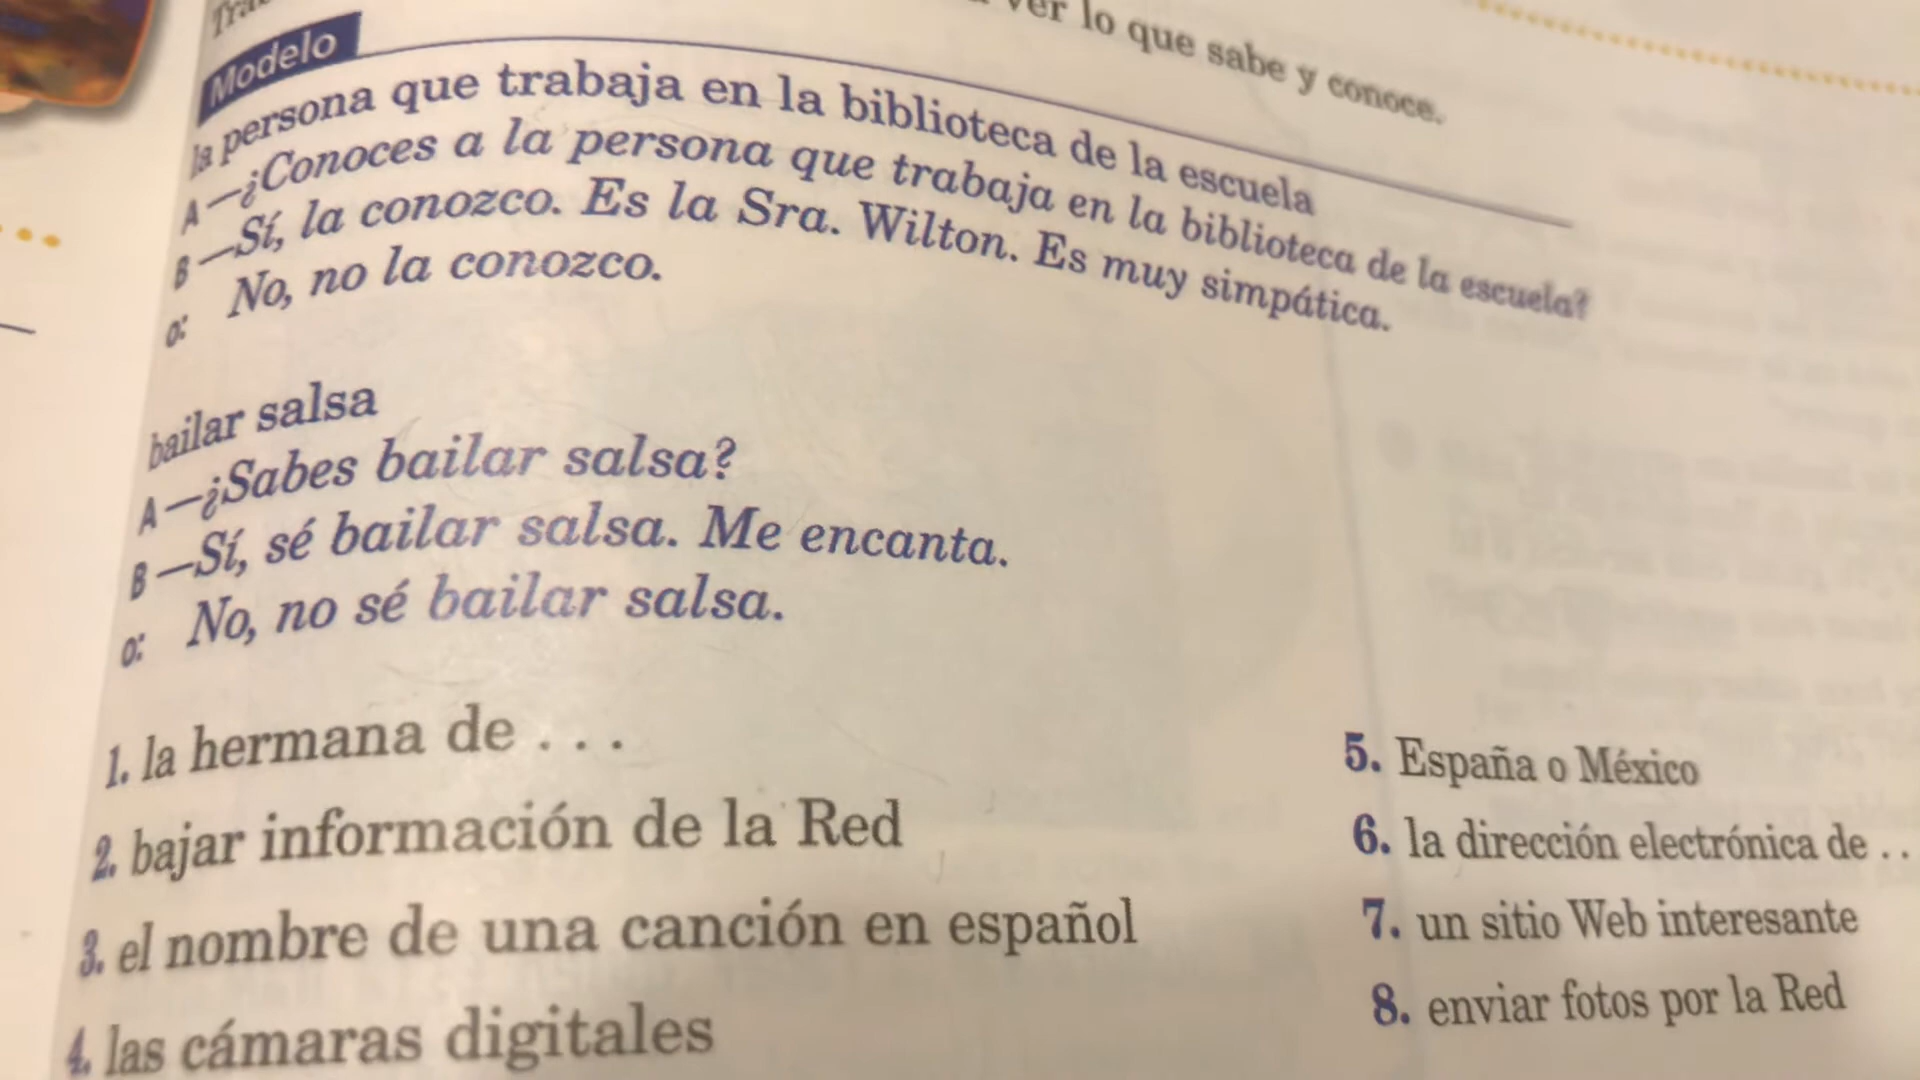 ver lo que sabe y conoce.
Modelo
la persona que trabaja en la biblioteca de la escuela
A —¿Conoces a la persona que trabaja en la biblioteca de la escuela?
B —Sí, la conozco. Es la Sra. Wilton. Es muy simpática.
o: No, no la conozco.
bailar salsa
A —¿Sabes bailar salsa?
B —Sí, sé bailar salsa. Me encanta.
o: No, no sé bailar salsa.
1. la hermana de . . .
2. bajar información de la Red
3. el nombre de una canción en español
4. las cámaras digitales
5. España o México
6. la dirección electrónica de . .
7. un sitio Web interesante
8. enviar fotos por la Red